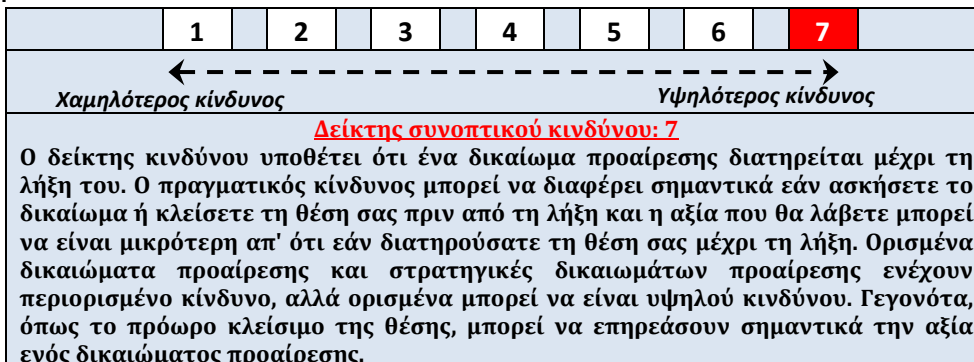 1 2 3 4 5 6 7
Χαμηλότερος κίνδυνος Υψηλότερος κίνδυνος
Δείκτης συνοπτικού κινδύνου: 7
Ο δείκτης κινδύνου υποθέτει ότι ένα δικαίωμα προαίρεσης διατηρείται μέχρι τη
λήξη του. Ο πραγματικός κίνδυνος μπορεί να διαφέρει σημαντικά εάν ασκήσετε το
δικαίωμα ή κλείσετε τη θέση σας πριν από τη λήξη και η αξία που θα λάβετε μπορεί
να είναι μικρότερη απ' ότι εάν διατηρούσατε τη θέση σας μέχρι τη λήξη. Ορισμένα
δικαιώματα προαίρεσης και στρατηγικές δικαιωμάτων προαίρεσης ενέχουν
περιορισμένο κίνδυνο, αλλά ορισμένα μπορεί να είναι υψηλού κινδύνου. Γεγονότα,
όπως το πρόωρο κλείσιμο της θέσης, μπορεί να επηρεάσουν σημαντικά την αξία
ενός δικαιώματος προαίρεσης.